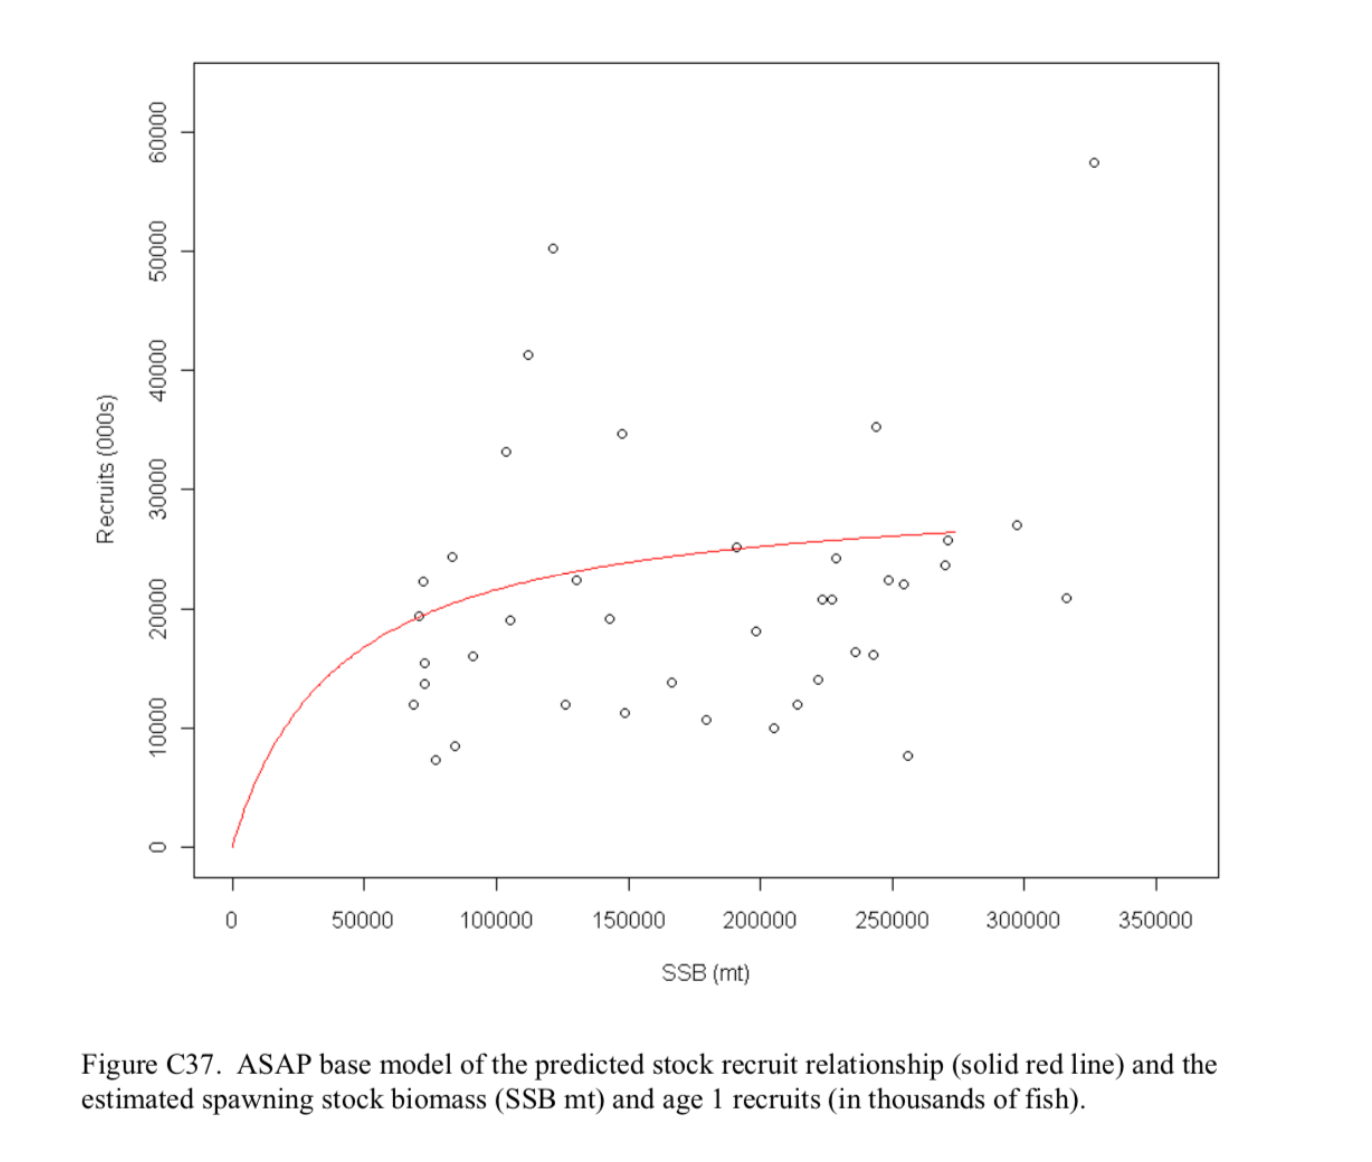 60000
50000
40000
30000
20000
10000
0
Recruits (000s)
0 50000 100000 150000 200000 250000 300000 350000
SSB (mt)
Figure C37. ASAP base model of the predicted stock recruit relationship (solid red line) and the
estimated spawning stock biomass (SSB mt) and age 1 recruits (in thousands of fish).